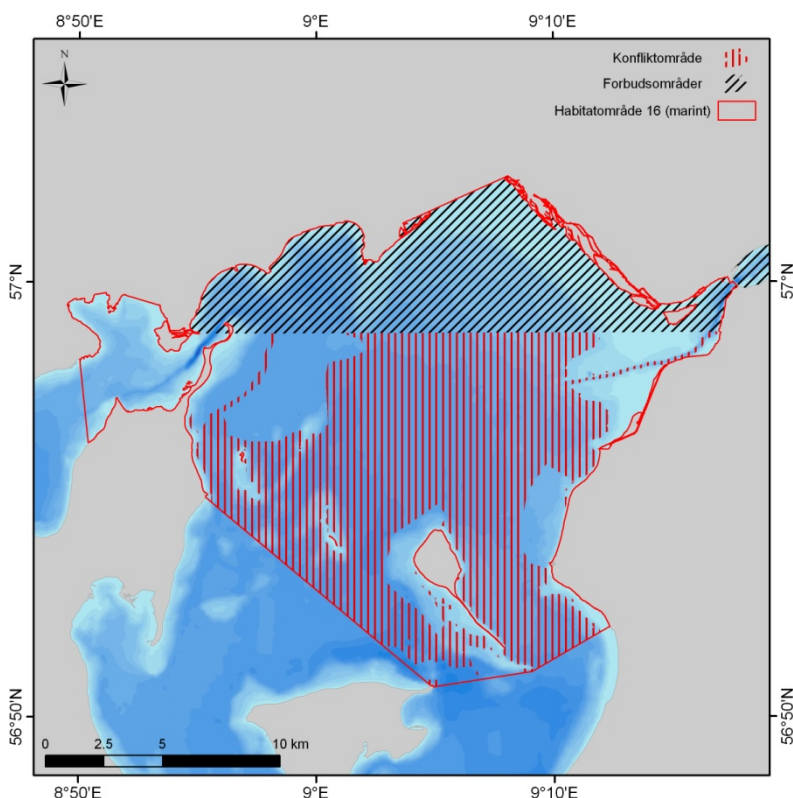 8°50'E 9°E 9°10'E
N
Konfliktområde
Forbudsområder
Habitatområde 16 (marint)
57°N 57°N
56°50'N 56°50'N
0 2.5 5 10 km
8°50'E 9°E 9°10'E